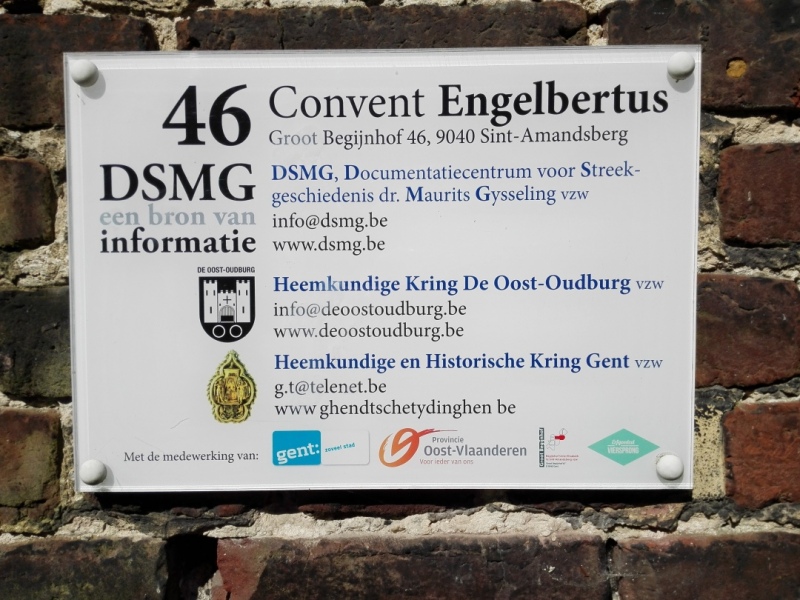 46
Convent Engelbertus
Groot Begijnhof 46, 9040 Sint-Amandsberg
DSMG
een bron van
informatie
DSMG, Documentatiecentrum voor Streek-
geschiedenis dr. Maurits Gysseling vzw
info@dsmg.be
www.dsmg.be
DE OOST-OUDBURG
Heemkundige Kring De Oost-Oudburg vzw
info@deoostoudburg.be
www.deoostoudburg.be
Heemkundige en Historische Kring Gent vzw
g.t@telenet.be
www ghendtschetydinghen be
Met de medewerking van:
gent:
zoveel stad
Provincie
Oost-Vlaanderen
Voor ieder van ons
VIERSPRONG